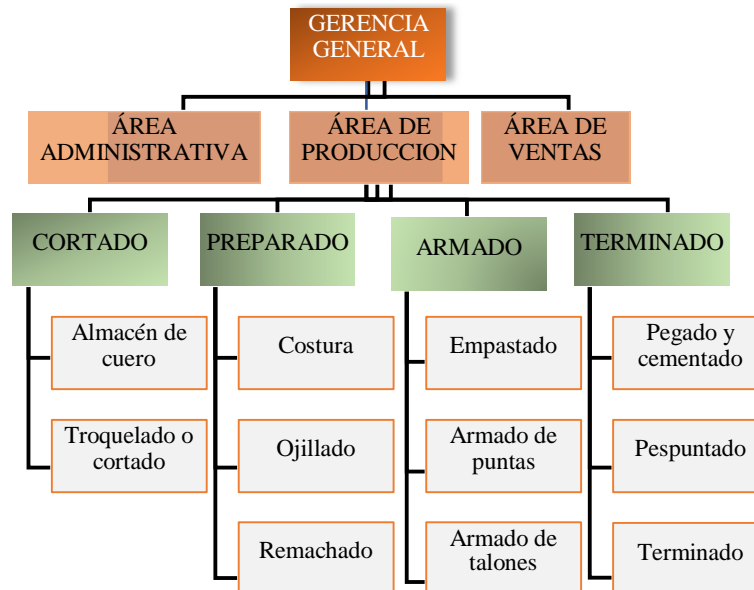 GERENCIA
GENERAL
ÁREA
ADMINISTRATIVA
ÁREA DE
PRODUCCION
ÁREA DE
VENTAS
CORTADO
PREPARADO
ARMADO
TERMINADO
Almacén de
cuero
Troquelado o
cortado
Costura
Ojillado
Remachado
Empastado
Armado de
puntas
Armado de
talones
Pegado y
cementado
Pespuntado
Terminado